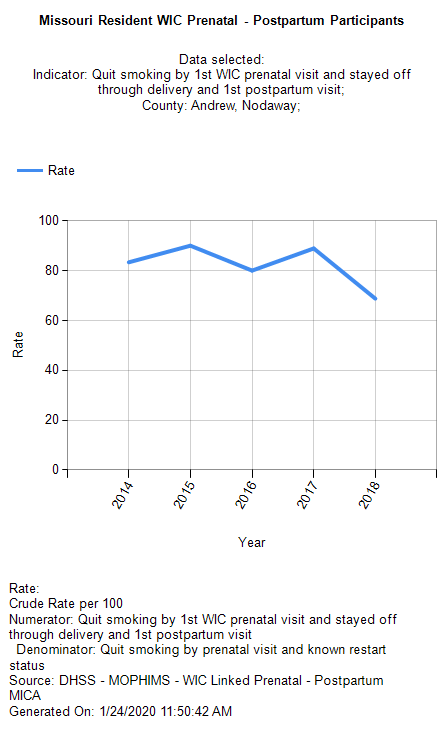 Missouri Resident WIC Prenatal - Postpartum Participants
Data selected:
Indicator: Quit smoking by 1st WIC prenatal visit and stayed off
through delivery and 1st postpartum visit;
County: Andrew, Nodaway;
Rate
100
80
60
40
20
0
Rate
2014
2015
2016
2017
2018
Year
Rate:
Crude Rate per 100
Numerator: Quit smoking by 1st WIC prenatal visit and stayed off
through delivery and 1st postpartum visit
Denominator: Quit smoking by prenatal visit and known restart
status
Source: DHSS - MOPHIMS - WIC Linked Prenatal - Postpartum
MICA
Generated On: 1/24/2020 11:50:42 AM